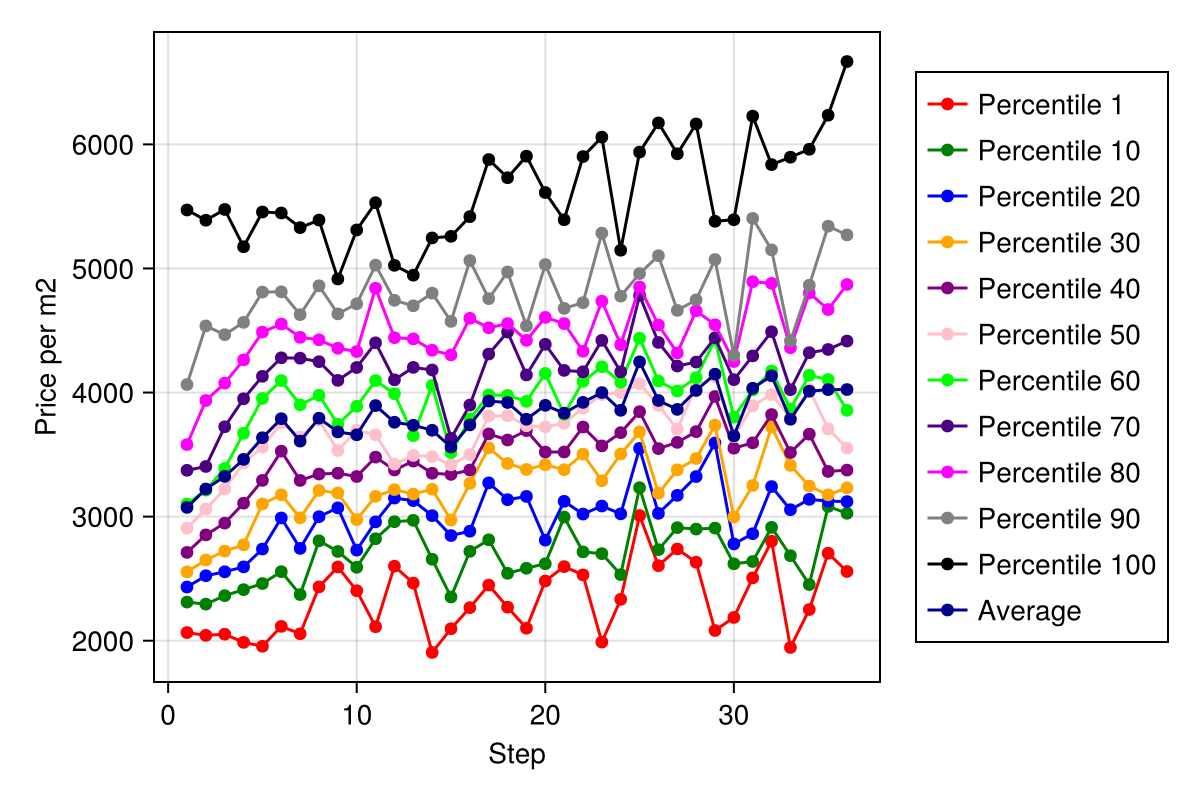 6000
5000
4000
3000
2000
Price per m2
0
10
20
30
Step
Percentile 1
Percentile 10
Percentile 20
Percentile 30
Percentile 40
Percentile 50
Percentile 60
Percentile 70
Percentile 80
Percentile 90
Percentile 100
Average